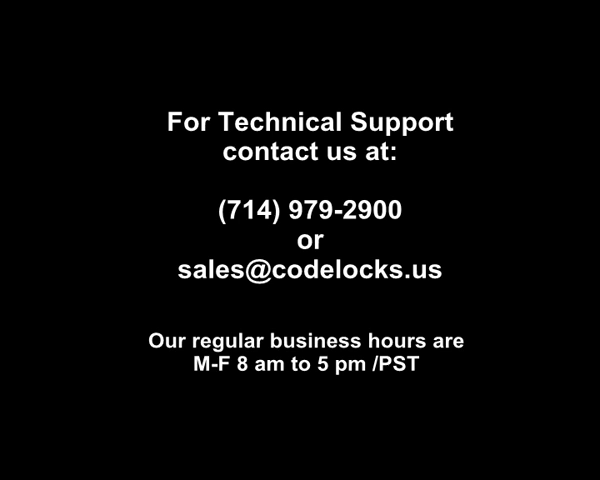 For Technical Support
contact us at:
(714) 979-2900
or
sales@codelocks.us
Our regular business hours are
M-F 8 am to 5 pm /PST